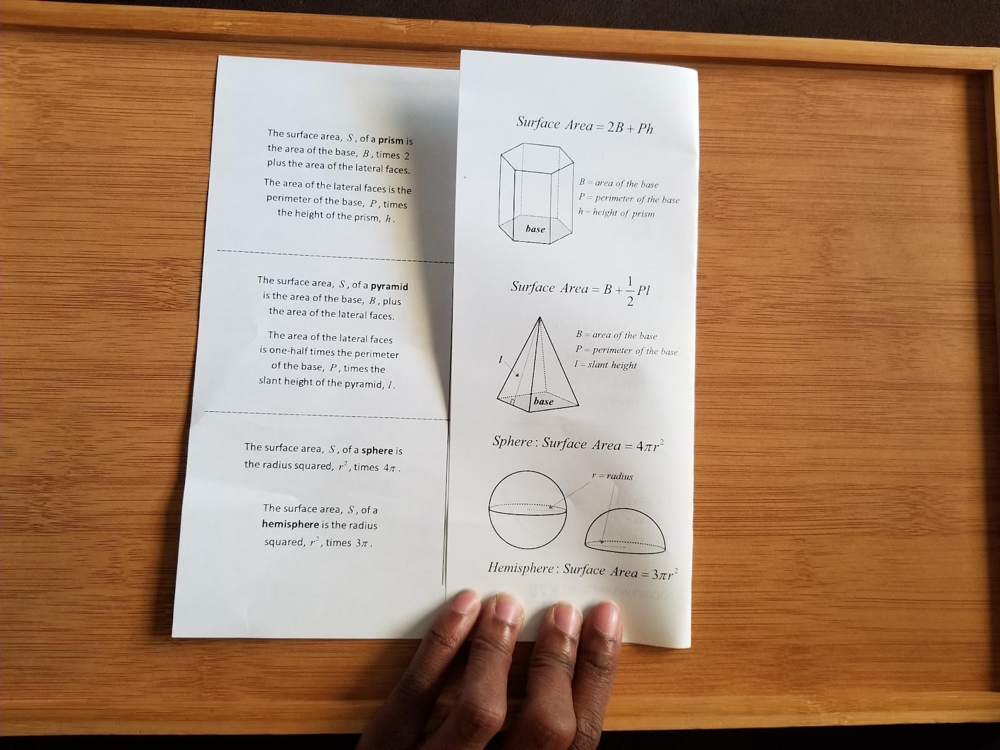 The surface area, S, of a prism is
the area of the base, B, times 2
plus the area of the lateral faces.
The area of the lateral faces is the
perimeter of the base, P, times
the height of the prism, h.
The surface area, S, of a pyramid
is the area of the base, B, plus
the area of the lateral faces.
The area of the lateral faces
is one-half times the perimeter
of the base, P, times the
slant height of the pyramid, l.
The surface area, S, of a sphere is
the radius squared, r², times 4π.
The surface area, S, of a
hemisphere is the radius
squared, r², times 3π.
Surface Area = 2B + Ph
B = area of the base
P = perimeter of the base
h = height of prism
base
Surface Area = B + 1/2 Pl
B = area of the base
P = perimeter of the base
l = slant height
l
base
Sphere: Surface Area = 4πr²
r = radius
Hemisphere: Surface Area = 3πr²